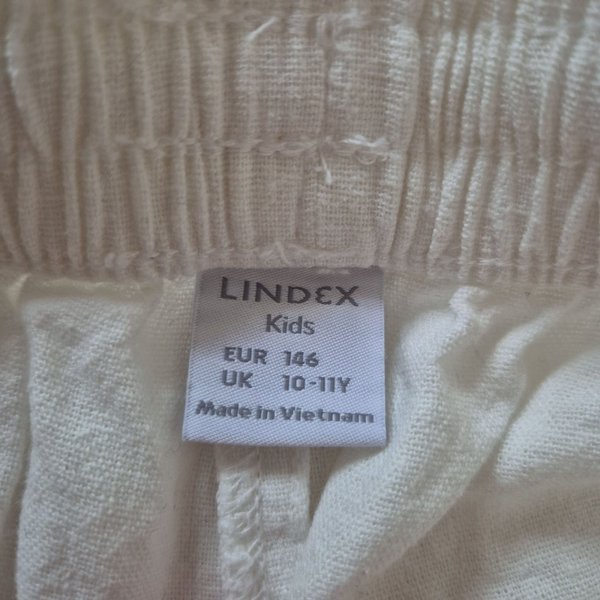 LINDEX
Kids
EUR 146
UK 10-11Y
Made in Vietnam